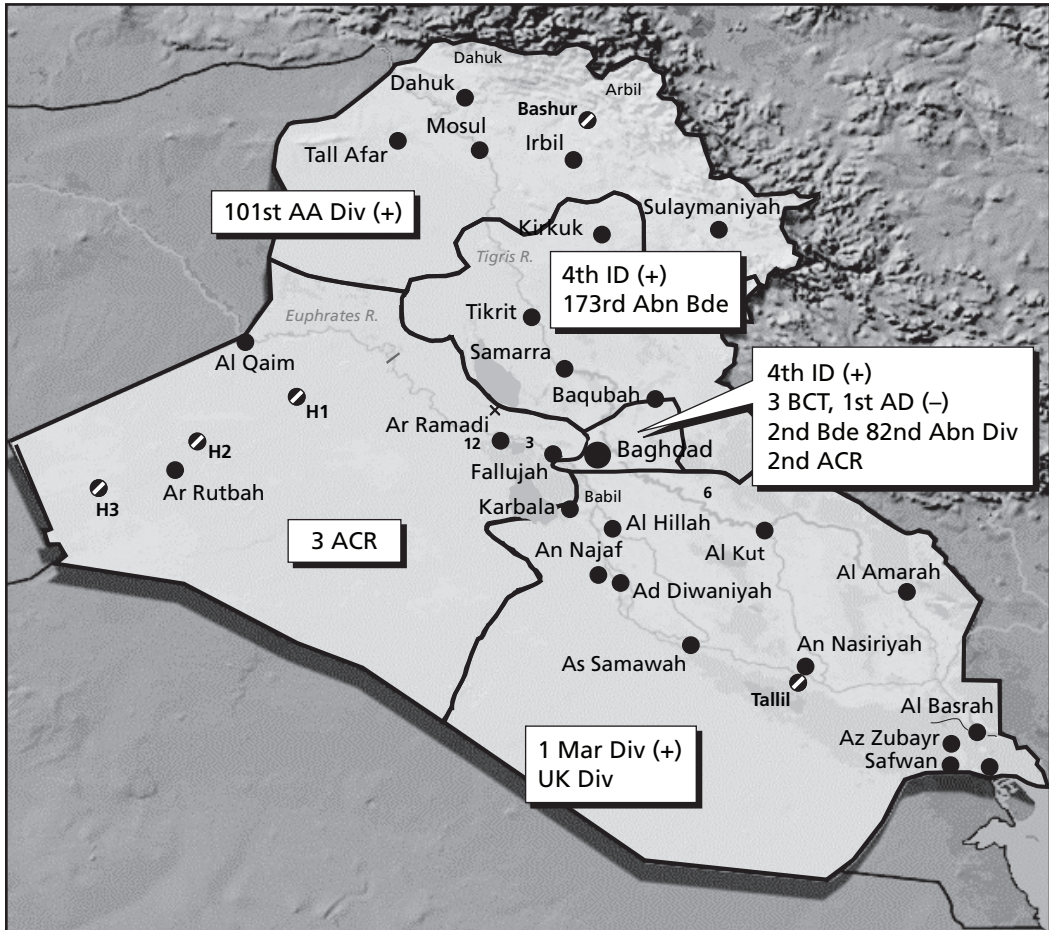 Dahuk
Dahuk
Arbil
Bashur
Mosul
Irbil
Tall Afar
101st AA Div (+)
Sulaymaniyah
Kirkuk
Tigris R.
4th ID (+)
173rd Abn Bde
Euphrates R.
Tikrit
Al Qaim
Samarra
4th ID (+)
3 BCT, 1st AD (–)
2nd Bde 82nd Abn Div
2nd ACR
Baqubah
H1
Ar Ramadi
12
3
Baghdad
H2
Fallujah
Ar Rutbah
H3
Karbala
Babil
6
3 ACR
Al Hillah
Al Kut
An Najaf
Al Amarah
Ad Diwaniyah
An Nasiriyah
As Samawah
Tallil
Al Basrah
Az Zubayr
Safwan
1 Mar Div (+)
UK Div